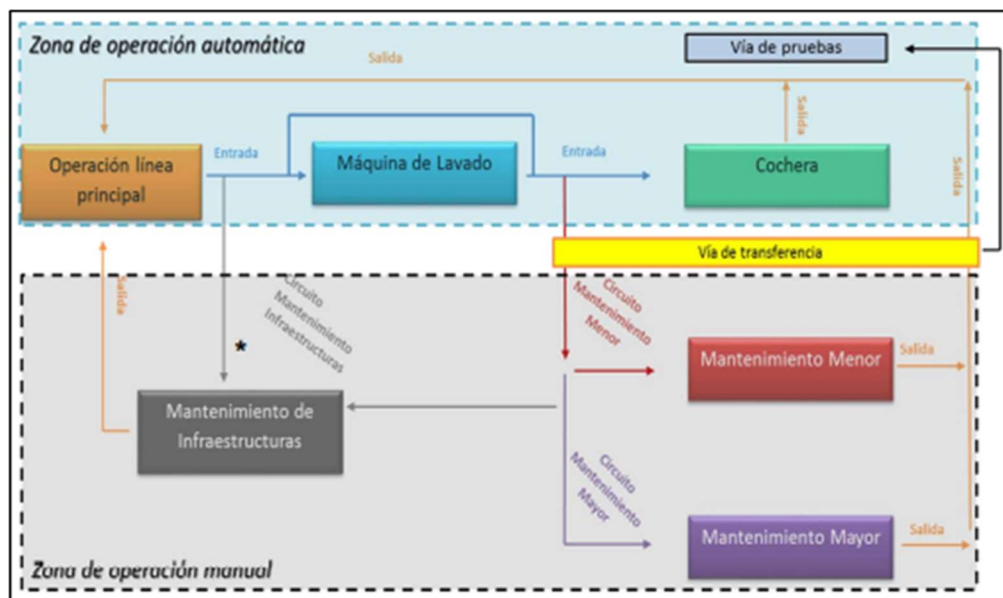 Zona de operación automática
Vía de pruebas
Salida
Operación línea
principal
Entrada
Máquina de Lavado
Entrada
Salida
Cochera
Salida
Vía de transferencia
Salida
Circuito
Mantenimiento
Infraestructuras
*
Circuito
Mantenimiento
Menor
Mantenimiento Menor
Salida
Mantenimiento de
Infraestructuras
Circuito
Mantenimiento
Mayor
Mantenimiento Mayor
Salida
Zona de operación manual